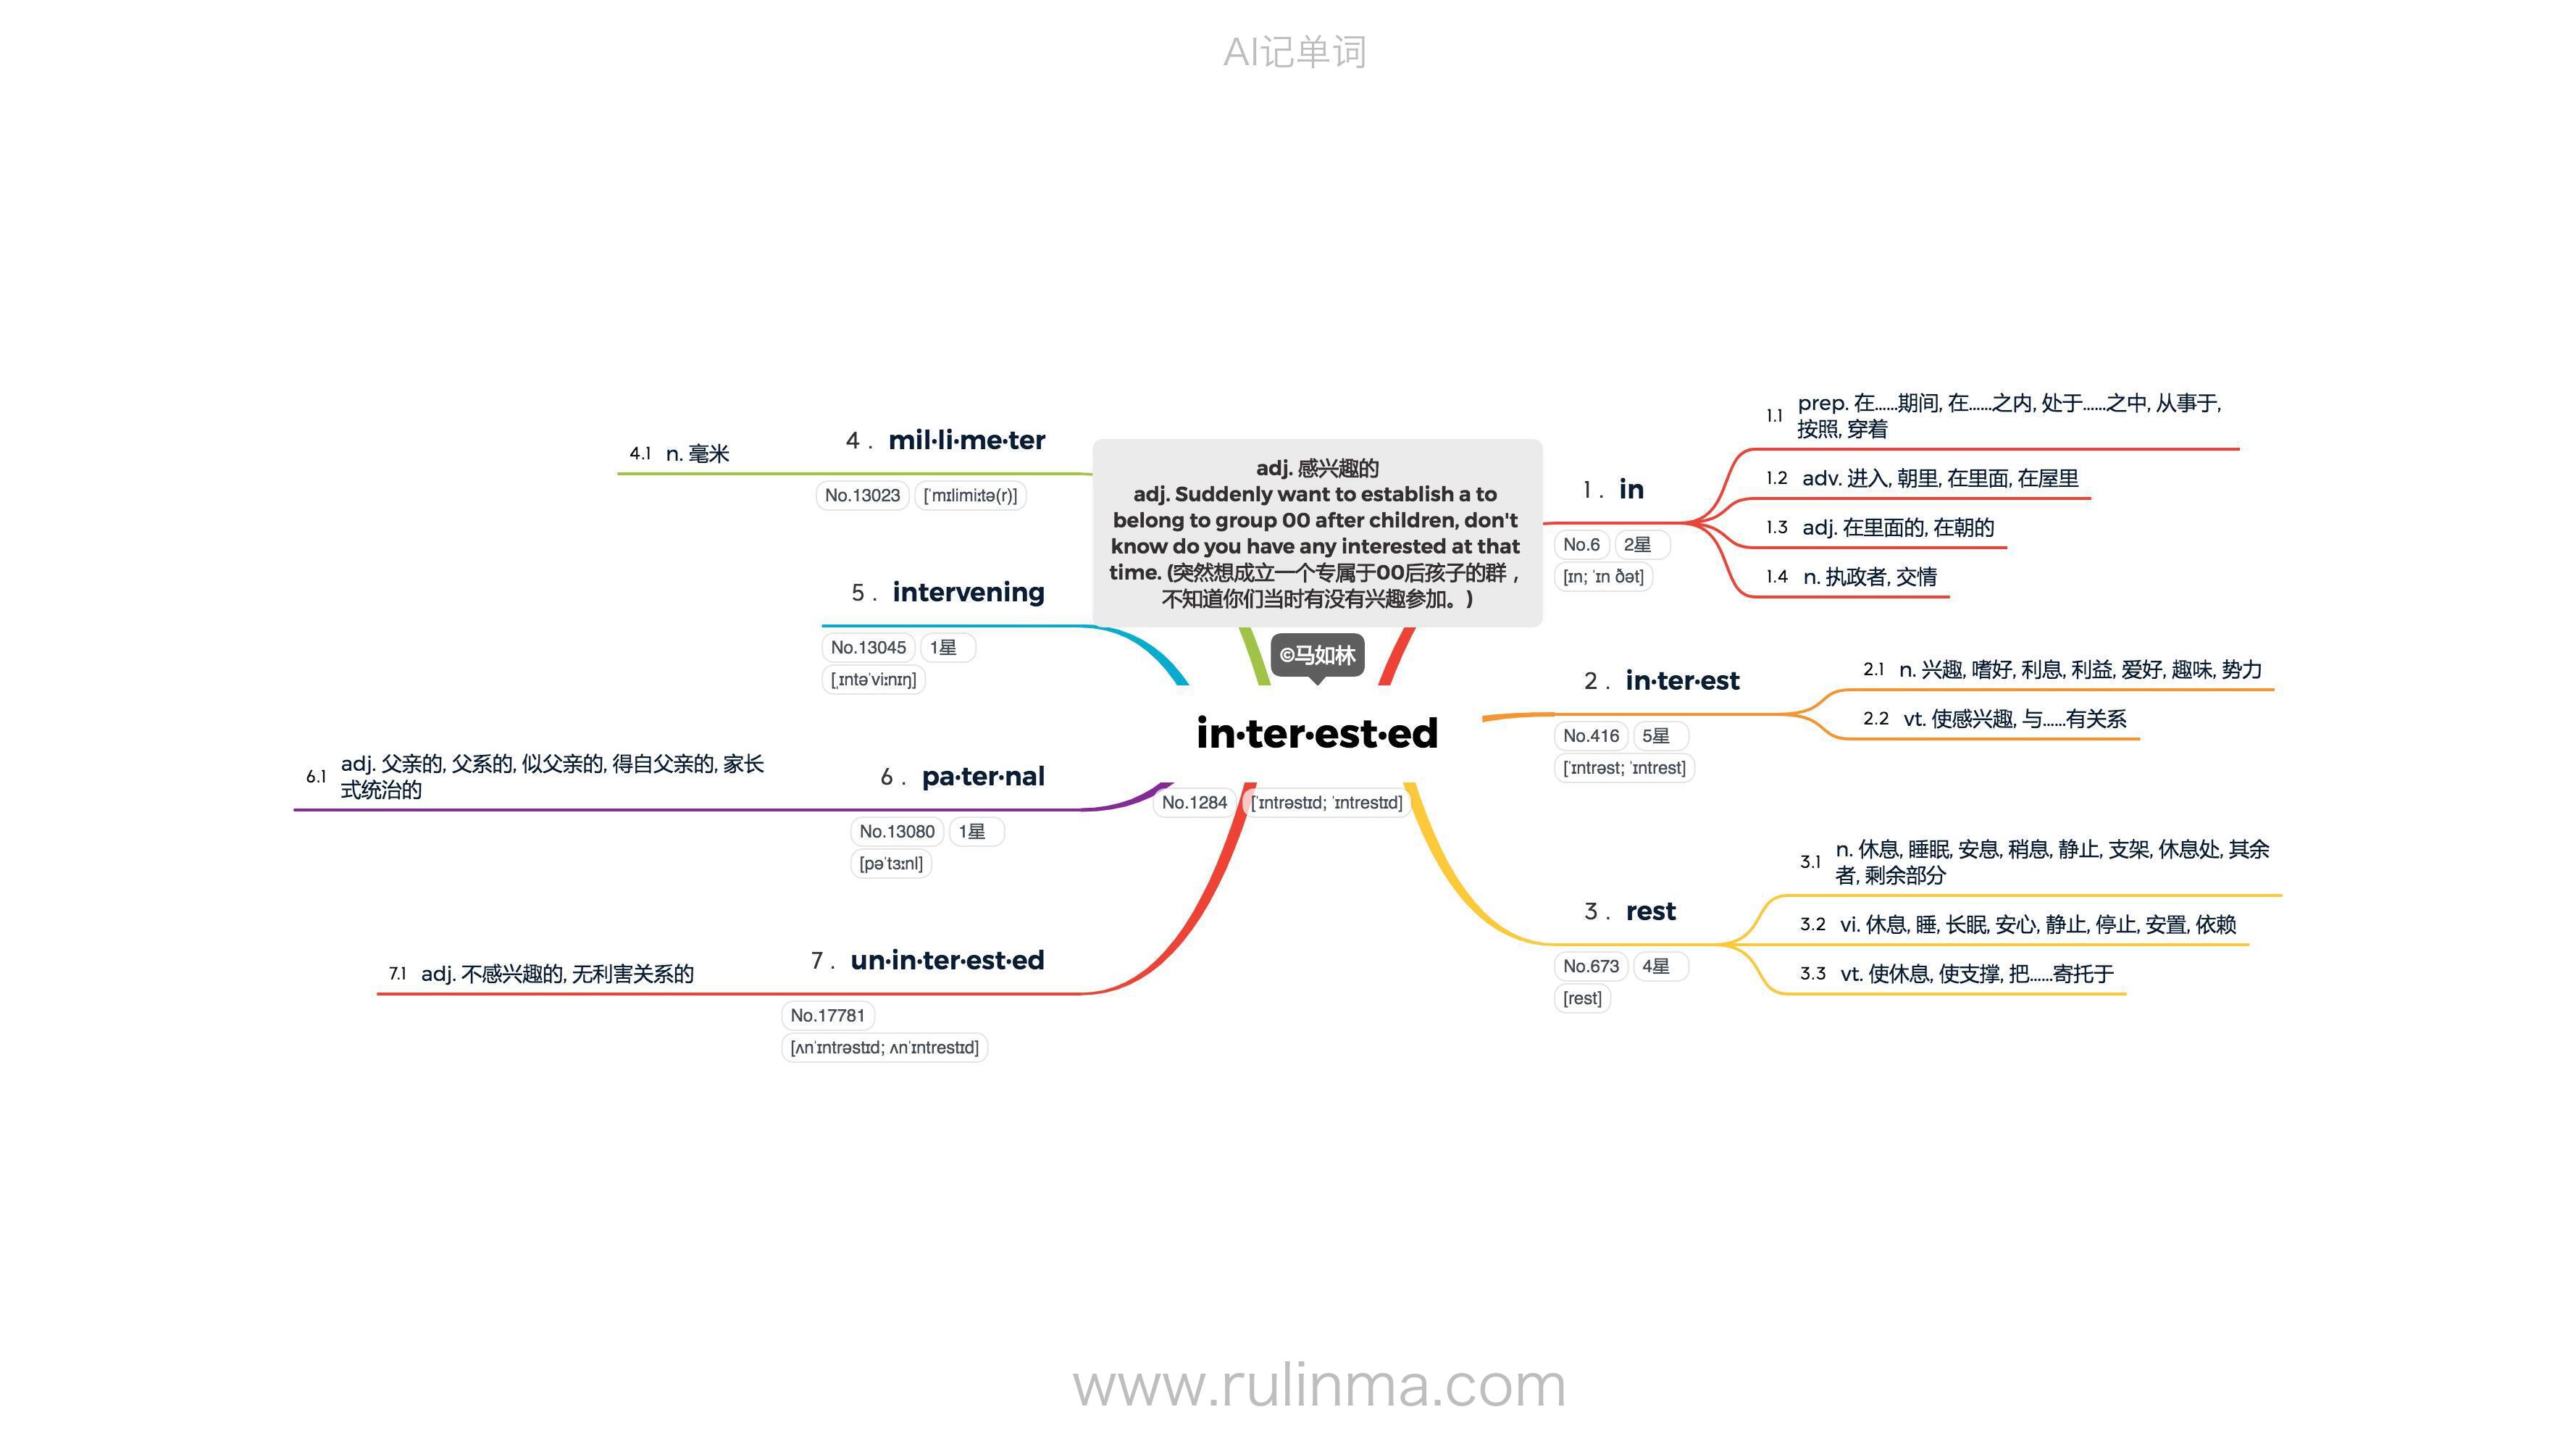 AI记单词
adj. 感兴趣的
adj. Suddenly want to establish a to
belong to group 00 after children, don't
know do you have any interested at that
time. (突然想成立一个专属于00后孩子的群，
不知道你们当时有没有兴趣参加。)
©马如林
in·ter·est·ed
No.1284 [ˈɪntrəstɪd; ˈɪntrestɪd]
1 . in
No.6 2星
[ɪn; ˈɪn ðət]
1.1 prep. 在……期间, 在……之内, 处于……之中, 从事于,
按照, 穿着
1.2 adv. 进入, 朝里, 在里面, 在屋里
1.3 adj. 在里面的, 在朝的
1.4 n. 执政者, 交情
2 . in·ter·est
No.416 5星
[ˈɪntrəst; ˈɪntrest]
2.1 n. 兴趣, 嗜好, 利息, 利益, 爱好, 趣味, 势力
2.2 vt. 使感兴趣, 与……有关系
3 . rest
No.673 4星
[rest]
3.1 n. 休息, 睡眠, 安息, 稍息, 静止, 支架, 休息处, 其余
者, 剩余部分
3.2 vi. 休息, 睡, 长眠, 安心, 静止, 停止, 安置, 依赖
3.3 vt. 使休息, 使支撑, 把……寄托于
4 . mil·li·me·ter
No.13023 [ˈmɪlimiːtə(r)]
4.1 n. 毫米
5 . intervening
No.13045 1星
[ˌɪntəˈviːnɪŋ]
6 . pa·ter·nal
No.13080 1星
[pəˈtɜːnl]
6.1 adj. 父亲的, 父系的, 似父亲的, 得自父亲的, 家长
式统治的
7 . un·in·ter·est·ed
No.17781
[ʌnˈɪntrəstɪd; ʌnˈɪntrestɪd]
7.1 adj. 不感兴趣的, 无利害关系的
www.rulinma.com